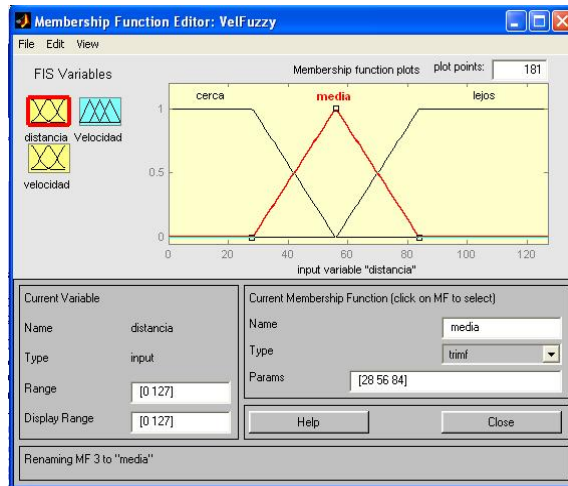 Membership Function Editor: VelFuzzy
File Edit View
FIS Variables
distancia Velocidad
velocidad
Membership function plots plot points: 181
cerca media lejos
1
0.5
0
0 20 40 60 80 100 120
input variable "distancia"
Current Variable
Name distancia
Type input
Range [0 127]
Display Range [0 127]
Current Membership Function (click on MF to select)
Name media
Type trimf
Params [28 56 84]
Help Close
Renaming MF 3 to "media"